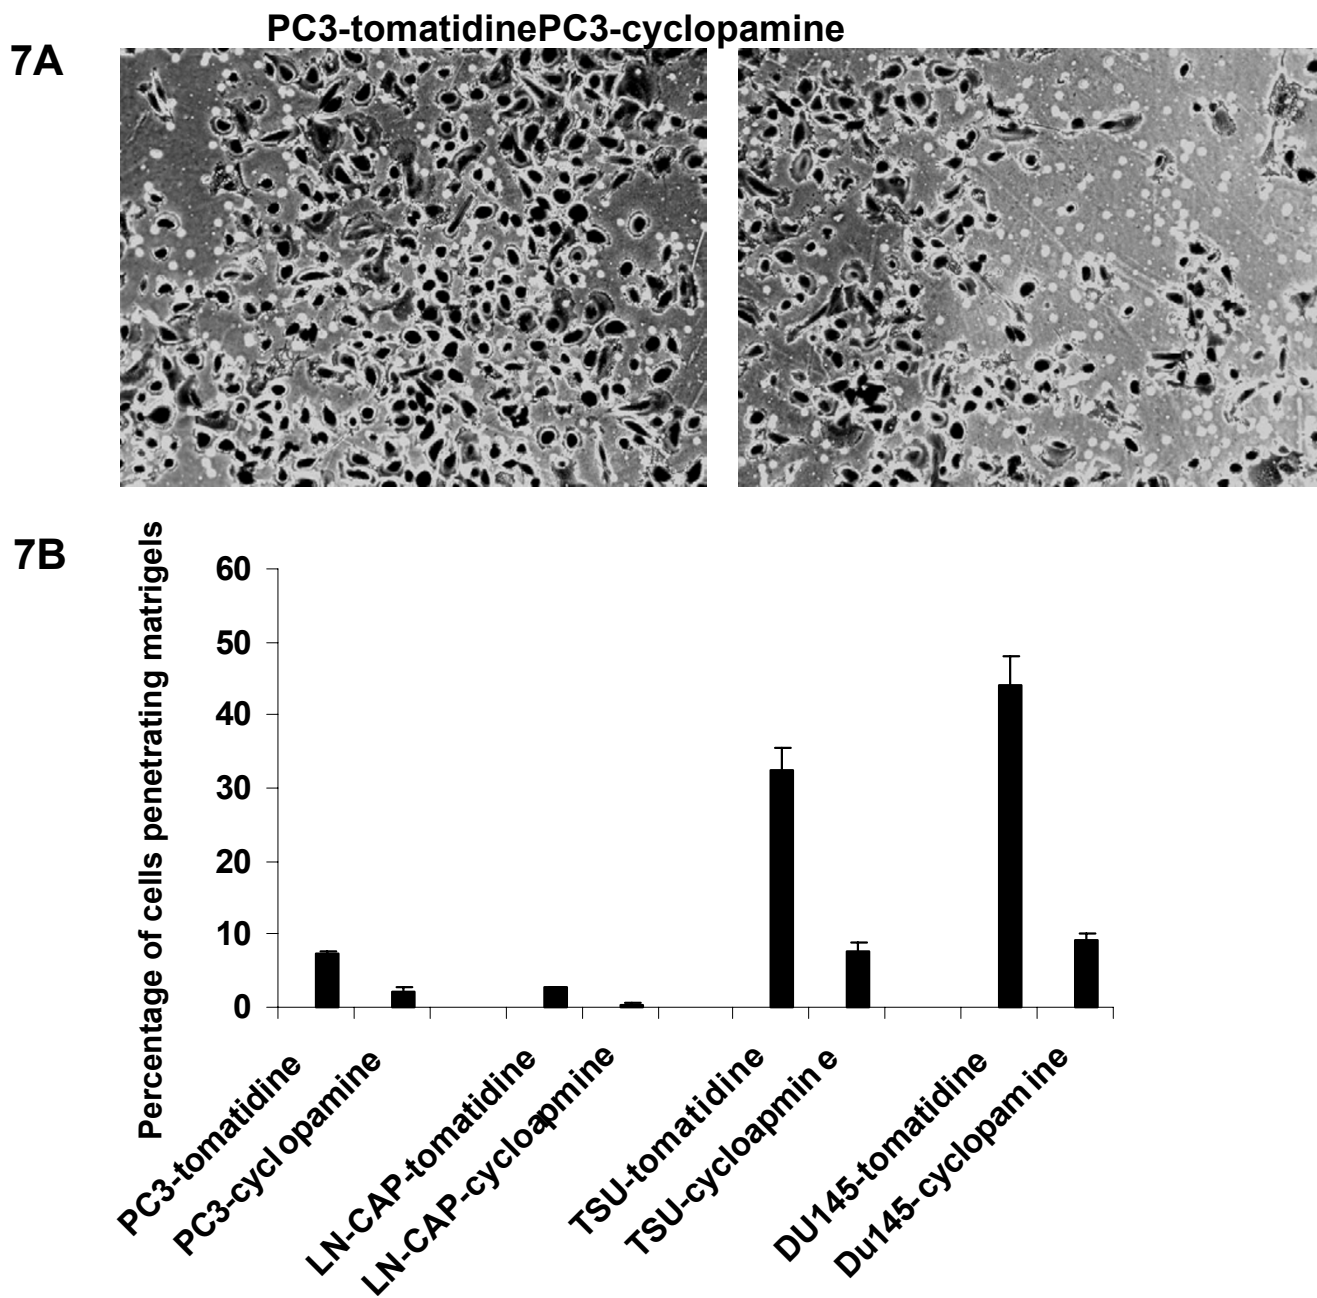 PC3-tomatidinePC3-cyclopamine
7A
7B
Percentage of cells penetrating matrigels
60
50
40
30
20
10
0
PC3-tomatidine
PC3-cyclopamine
LN-CAP-tomatidine
LN-CAP-cycloapmine
TSU-tomatidine
TSU-cycloapmine
DU145-tomatidine
Du145-cyclopamine